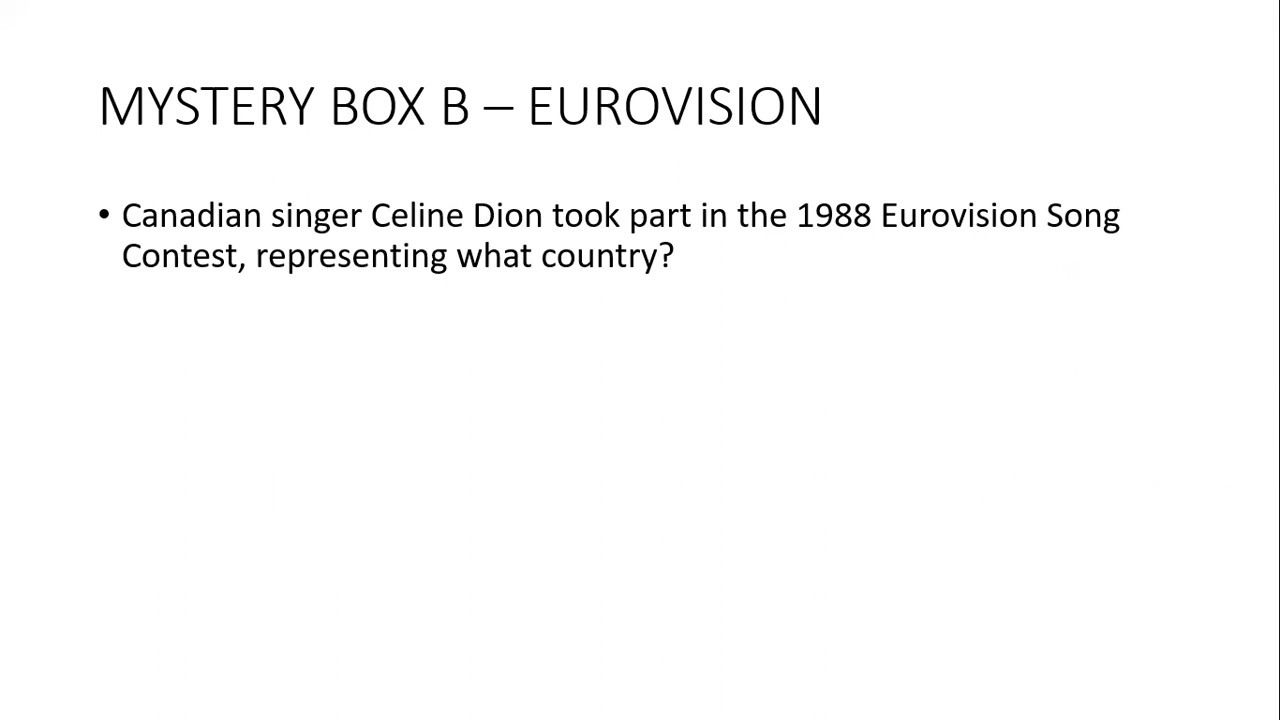 MYSTERY BOX B – EUROVISION
• Canadian singer Celine Dion took part in the 1988 Eurovision Song
Contest, representing what country?